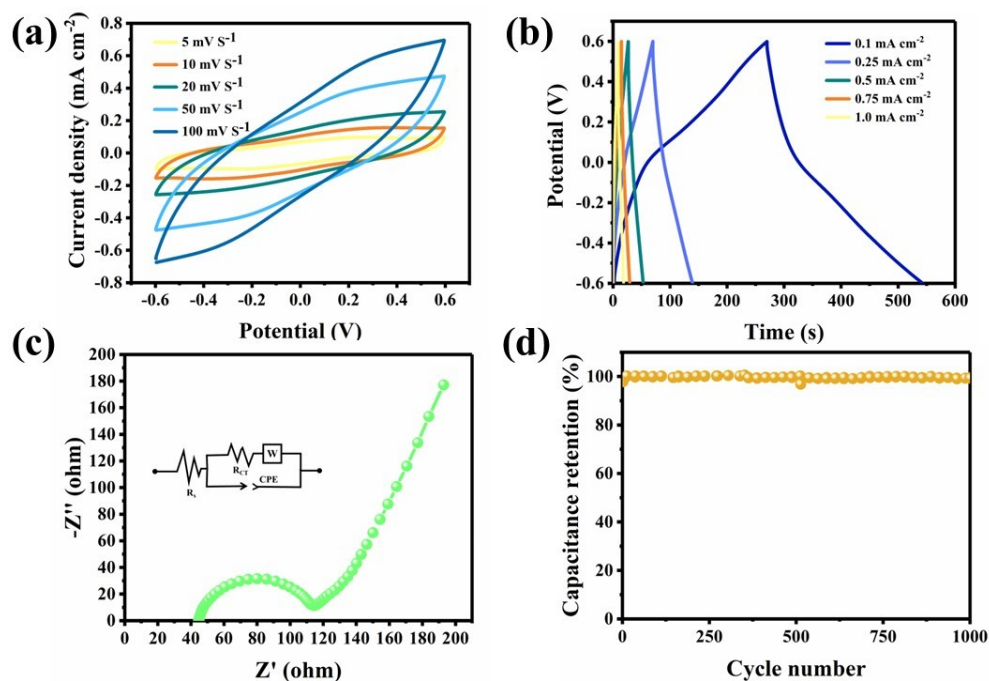 (a)
Current density (mA cm-2)
0.8
0.6
0.4
0.2
0.0
-0.2
-0.4
-0.6
-0.8
5 mV S-1
10 mV S-1
20 mV S-1
50 mV S-1
100 mV S-1
-0.6 -0.4 -0.2 0.0 0.2 0.4 0.6
Potential (V)
(b)
Potential (V)
0.6
0.4
0.2
0.0
-0.2
-0.4
-0.6
0.1 mA cm-2
0.25 mA cm-2
0.5 mA cm-2
0.75 mA cm-2
1.0 mA cm-2
0 100 200 300 400 500 600
Time (s)
(c)
-Z'' (ohm)
200
180
160
140
120
100
80
60
40
20
0
Rs
RCT
W
CPE
0 20 40 60 80 100 120 140 160 180 200
Z' (ohm)
(d)
Capacitance retention (%)
100
80
60
40
20
0
0 250 500 750 1000
Cycle number